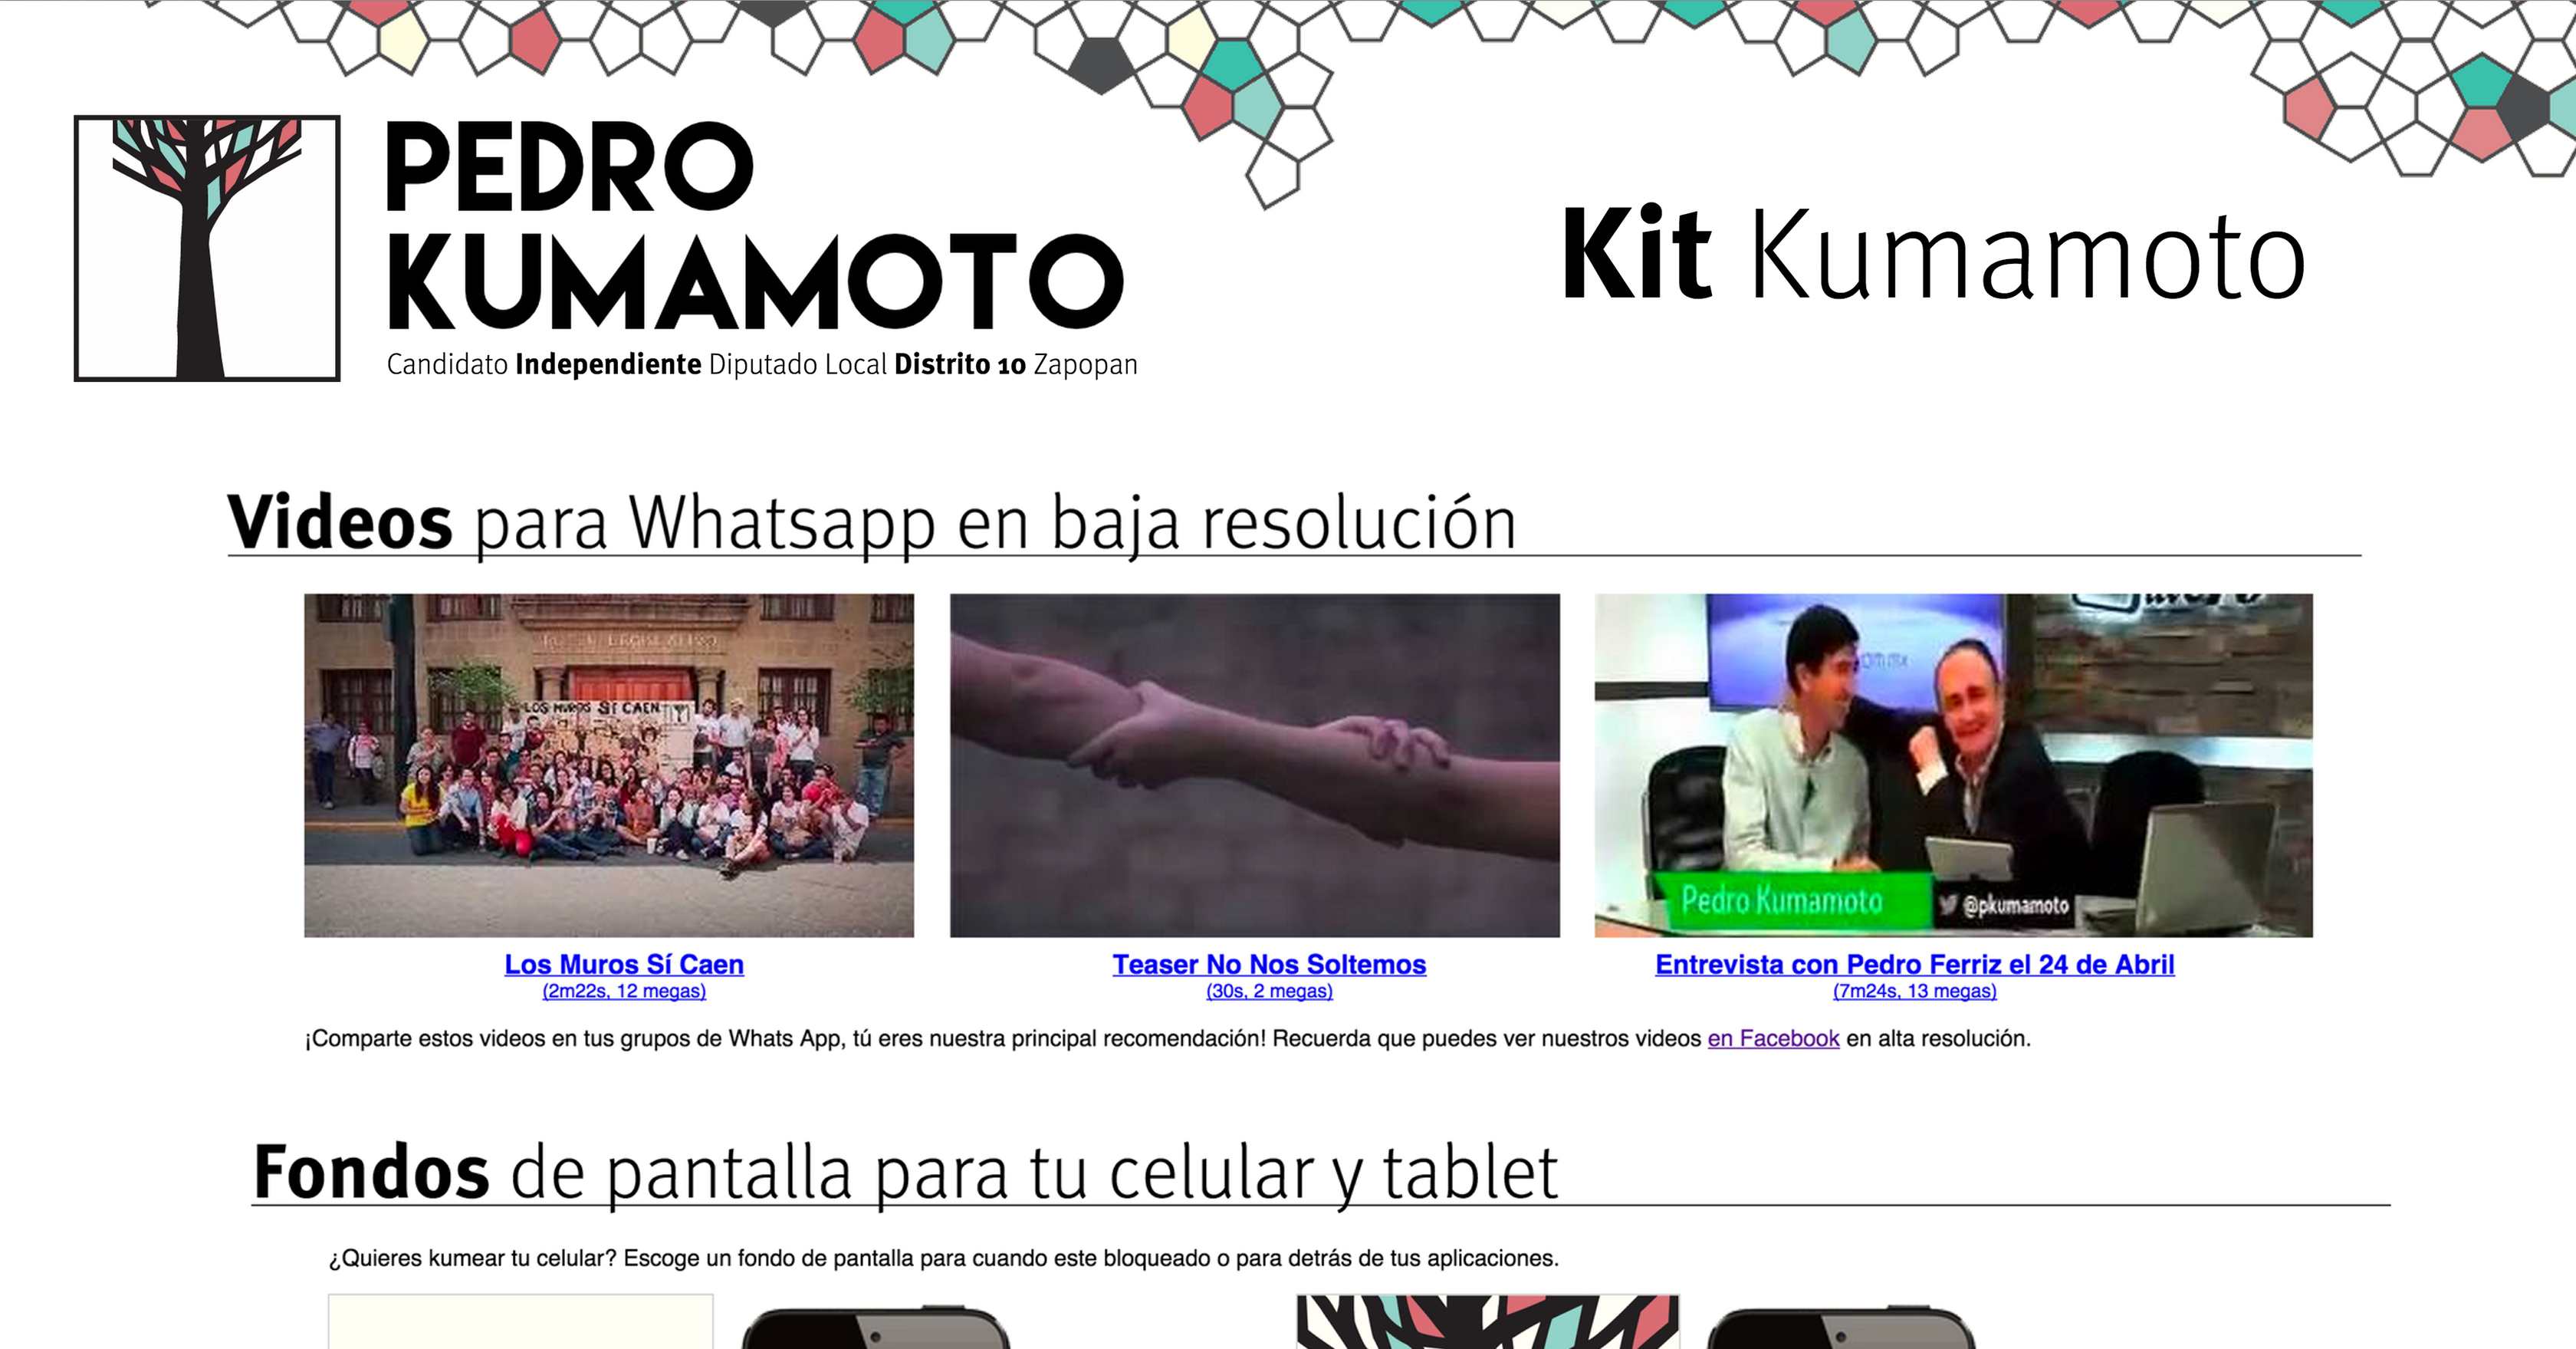 PEDRO
KUMAMOTO
Candidato Independiente Diputado Local Distrito 10 Zapopan
Kit Kumamoto
Videos para Whatsapp en baja resolución
LOS MUROS SÍ CAEN
Pedro Kumamoto
@pkumamoto
Los Muros Sí Caen
(2m22s, 12 megas)
Teaser No Nos Soltemos
(30s, 2 megas)
Entrevista con Pedro Ferriz el 24 de Abril
(7m24s, 13 megas)
¡Comparte estos videos en tus grupos de Whats App, tú eres nuestra principal recomendación! Recuerda que puedes ver nuestros videos en Facebook en alta resolución.
Fondos de pantalla para tu celular y tablet
¿Quieres kumear tu celular? Escoge un fondo de pantalla para cuando este bloqueado o para detrás de tus aplicaciones.